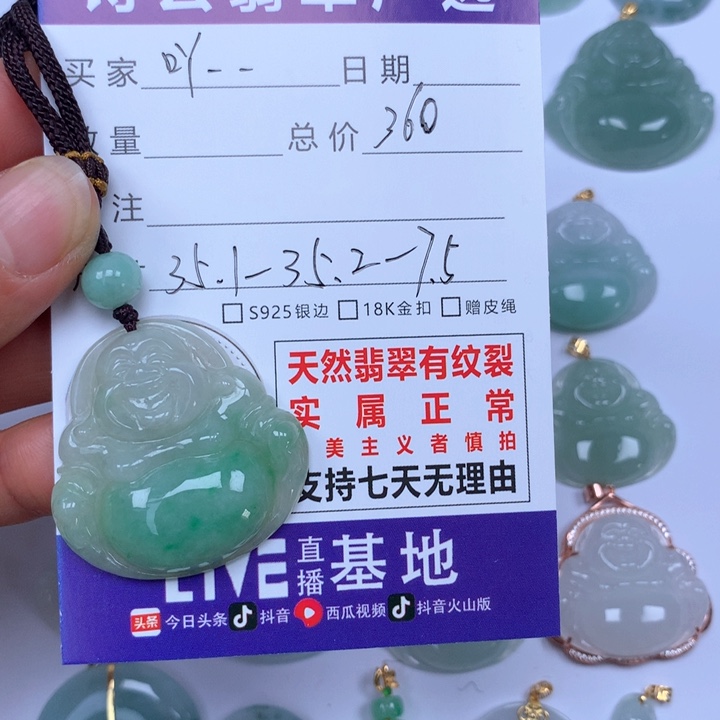 诗云翡翠严选
买家 吖--  日期
数量  总价 360
注
35.1-35.2-7.5
□S925银边 □18K金扣 □赠皮绳
天然翡翠有纹裂
实属正常
美主义者慎拍
支持七天无理由
LIVE 直播 基地
头条 今日头条 抖音 西瓜视频 抖音火山版